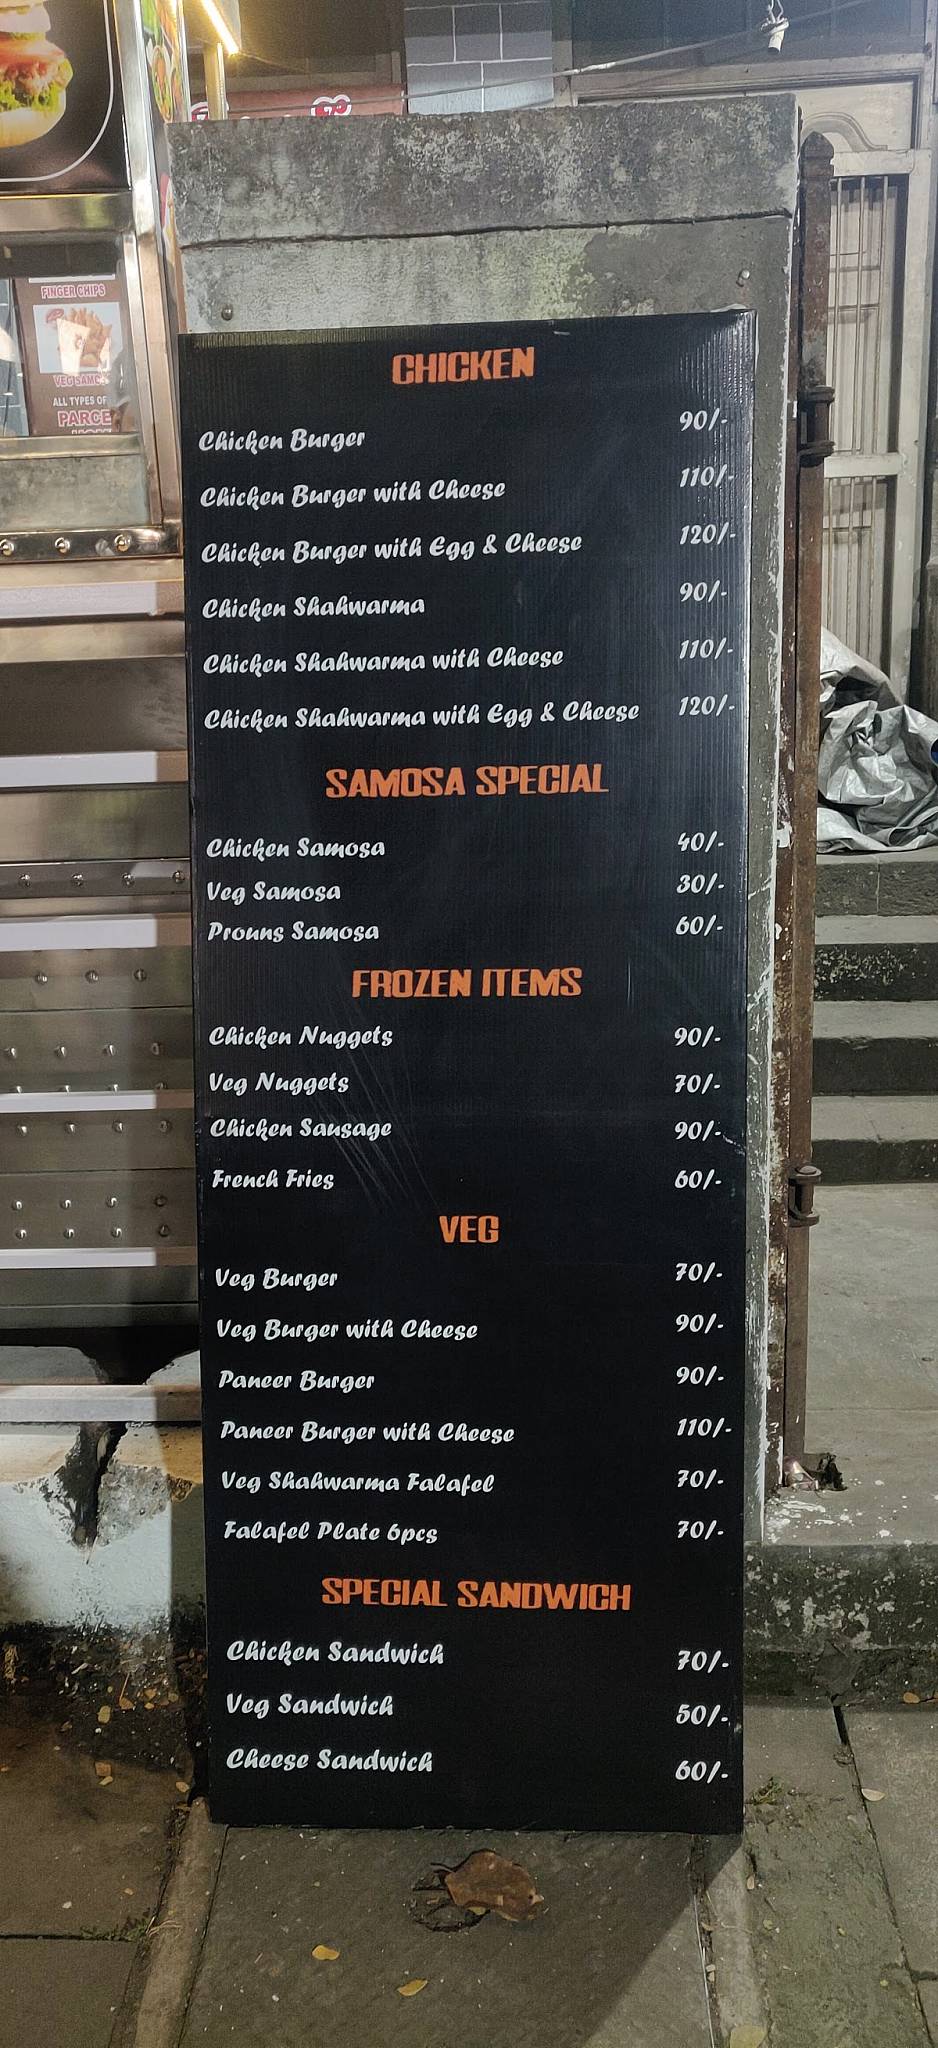 FINGER CHIPS
ALL TYPES OF
CHICKEN
Chicken Burger 90/-
Chicken Burger with Cheese 110/-
Chicken Burger with Egg & Cheese 120/-
Chicken Shahwarma 90/-
Chicken Shahwarma with Cheese 110/-
Chicken Shahwarma with Egg & Cheese 120/-
SAMOSA SPECIAL
Chicken Samosa 40/-
Veg Samosa 30/-
Prouns Samosa 60/-
FROZEN ITEMS
Chicken Nuggets 90/-
Veg Nuggets 70/-
Chicken Sausage 90/-
French Fries 60/-
VEG
Veg Burger 70/-
Veg Burger with Cheese 90/-
Paneer Burger 90/-
Paneer Burger with Cheese 110/-
Veg Shahwarma Falafel 70/-
Falafel Plate 6pcs 70/-
SPECIAL SANDWICH
Chicken Sandwich 70/-
Veg Sandwich 50/-
Cheese Sandwich 60/-